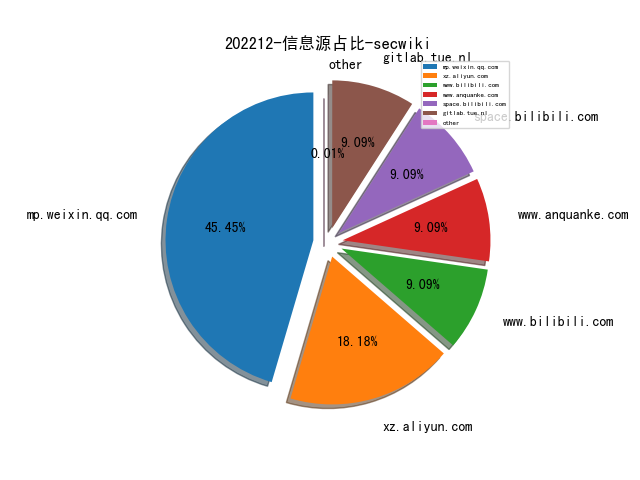 202212-信息源占比-secwiki
other
gitlab.tue.nl
mp.weixin.qq.com
xz.aliyun.com
www.bilibili.com
www.anquanke.com
space.bilibili.com
gitlab.tue.nl
other
space.bilibili.com
9.09%
0.01%
9.09%
mp.weixin.qq.com
www.anquanke.com
45.45%
9.09%
9.09%
www.bilibili.com
18.18%
xz.aliyun.com